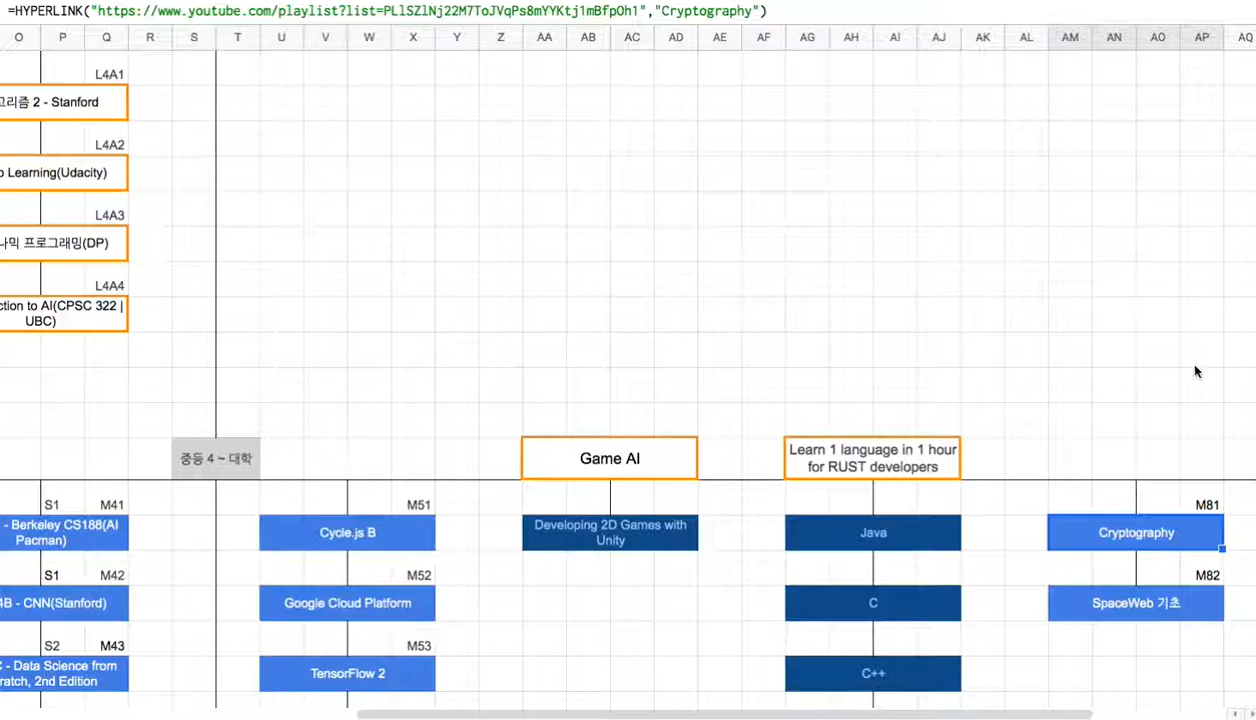 =HYPERLINK("https://www.youtube.com/playlist?list=PLlSZlNj22M7ToJVqPs8mYYKtj1mBfpOh1","Cryptography")
O P Q R S T U V W X Y Z AA AB AC AD AE AF AG AH AI AJ AK AL AM AN AO AP AQ
L4A1
고리즘 2 - Stanford
L4A2
Learning(Udacity)
L4A3
나믹 프로그래밍(DP)
L4A4
ction to AI(CPSC 322 |
UBC)
중등 4 ~ 대학
Game AI
Learn 1 language in 1 hour
for RUST developers
S1 M41 M51 M81
- Berkeley CS188(AI
Pacman)
Cycle.js B
Developing 2D Games with
Unity
Java
Cryptography
S1 M42 M52 M82
4B - CNN(Stanford)
Google Cloud Platform
C
SpaceWeb 기초
S2 M43 M53
C - Data Science from
ratch, 2nd Edition
TensorFlow 2
C++